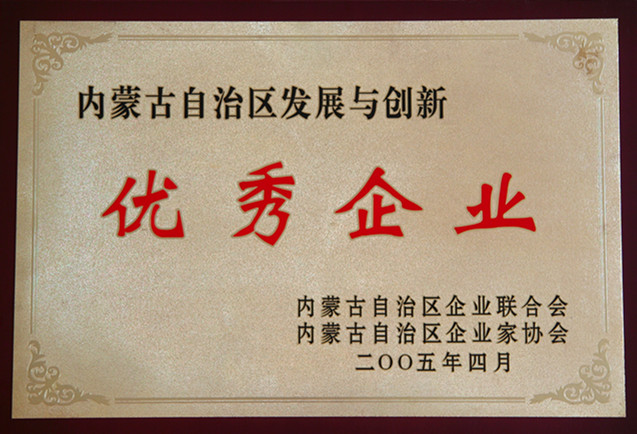 内蒙古自治区发展与创新
优秀企业
内蒙古自治区企业联合会
内蒙古自治区企业家协会
二OO五年四月